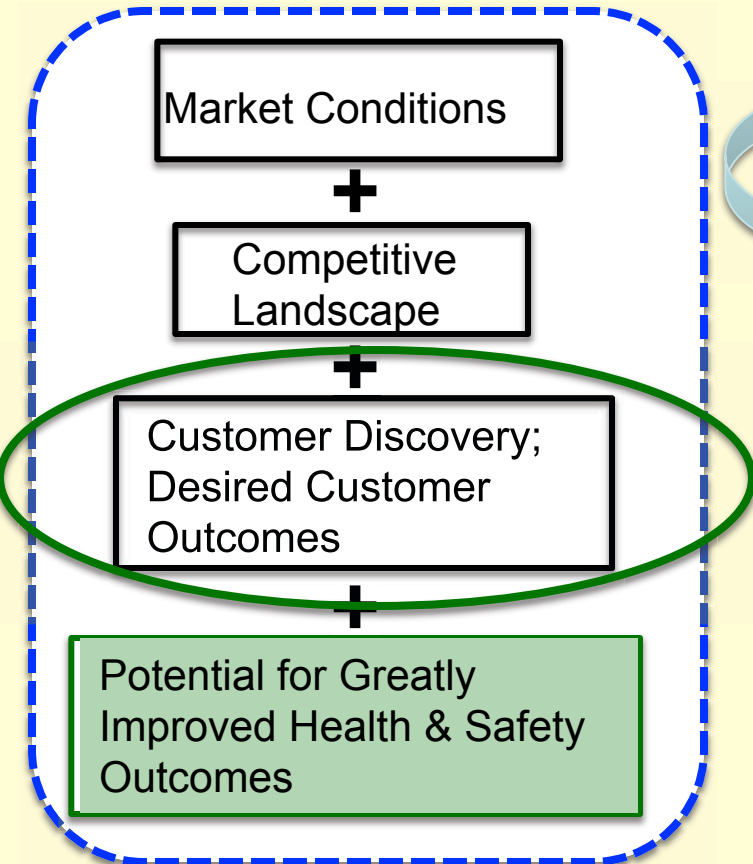 Market Conditions
+
Competitive
Landscape
+
Customer Discovery;
Desired Customer
Outcomes
+
Potential for Greatly
Improved Health & Safety
Outcomes